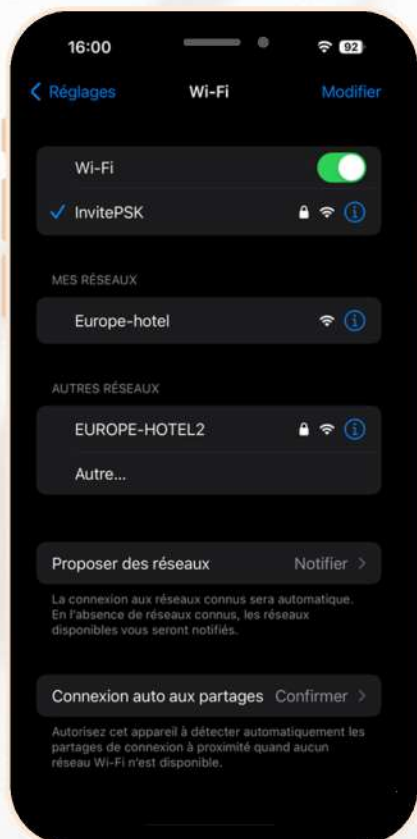 16:00 92
Réglages Wi-Fi Modifier
Wi-Fi
InvitePSK
MES RÉSEAUX
Europe-hotel
AUTRES RÉSEAUX
EUROPE-HOTEL2
Autre...
Proposer des réseaux Notifier
La connexion aux réseaux connus sera automatique.
En l'absence de réseaux connus, les réseaux
disponibles vous seront notifiés.
Connexion auto aux partages Confirmer
Autorisez cet appareil à détecter automatiquement les
partages de connexion à proximité quand aucun
réseau Wi-Fi n'est disponible.